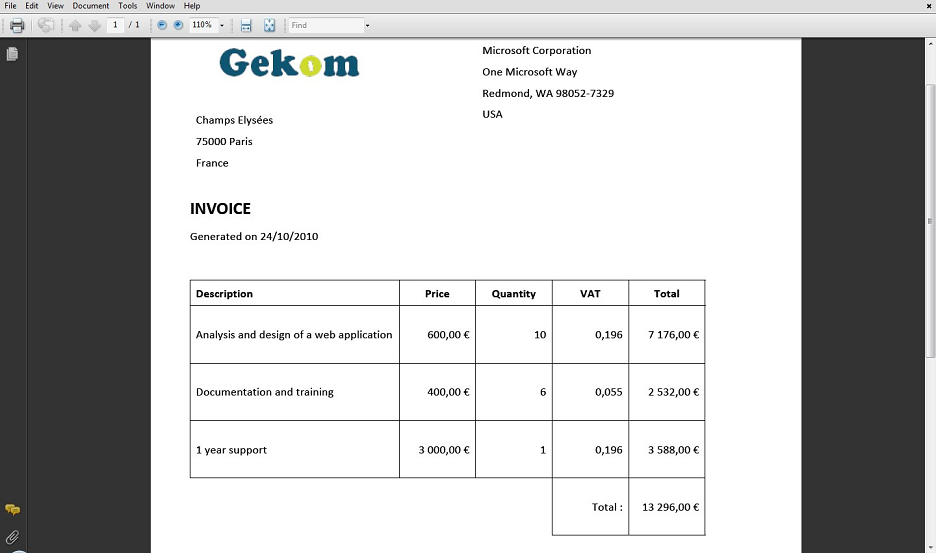 File Edit View Document Tools Window Help
1 / 1 110% Find
Gekom
Microsoft Corporation
One Microsoft Way
Redmond, WA 98052-7329
USA
Champs Elysées
75000 Paris
France
INVOICE
Generated on 24/10/2010
Description Price Quantity VAT Total
Analysis and design of a web application 600,00 € 10 0,196 7 176,00 €
Documentation and training 400,00 € 6 0,055 2 532,00 €
1 year support 3 000,00 € 1 0,196 3 588,00 €
Total : 13 296,00 €